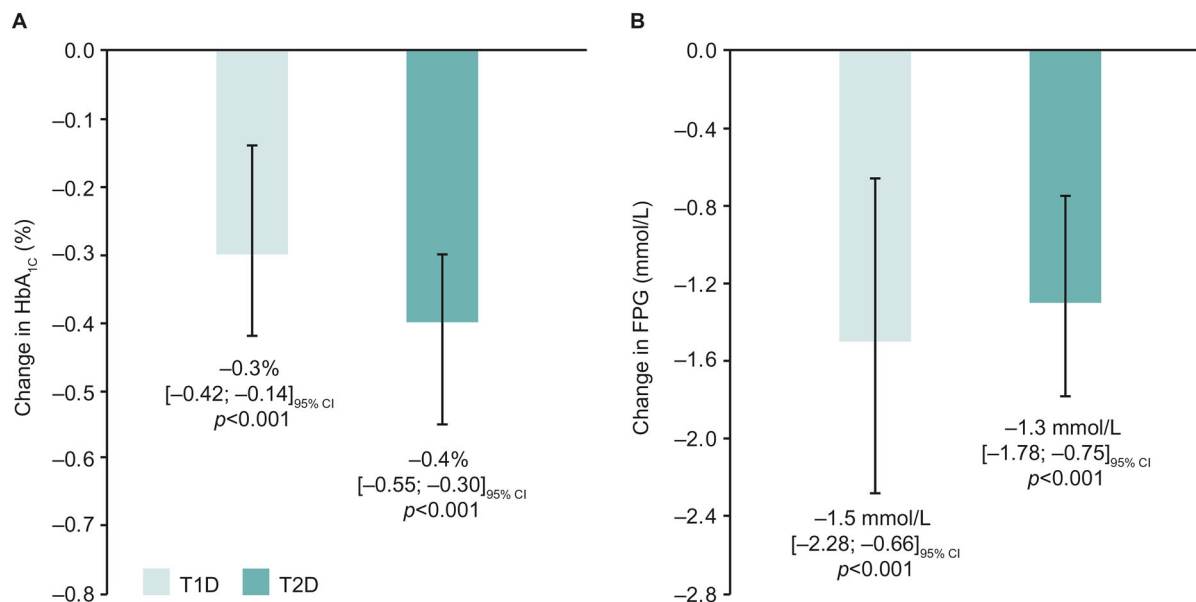 A
Change in HbA1C (%)
0.0
–0.1
–0.2
–0.3
–0.4
–0.5
–0.6
–0.7
–0.8
–0.3%
[–0.42; –0.14]95% CI
p<0.001
–0.4%
[–0.55; –0.30]95% CI
p<0.001
T1D
T2D
B
Change in FPG (mmol/L)
0.0
–0.4
–0.8
–1.2
–1.6
–2.0
–2.4
–2.8
–1.5 mmol/L
[–2.28; –0.66]95% CI
p<0.001
–1.3 mmol/L
[–1.78; –0.75]95% CI
p<0.001